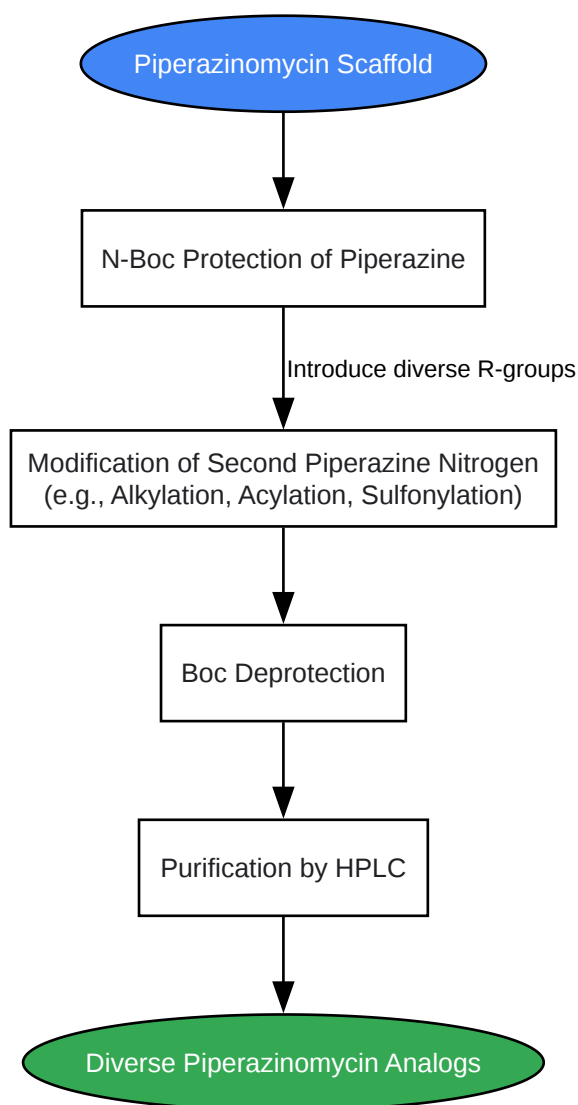 Piperazinomycin Scaffold
N-Boc Protection of Piperazine
Introduce diverse R-groups
Modification of Second Piperazine Nitrogen
(e.g., Alkylation, Acylation, Sulfonylation)
Boc Deprotection
Purification by HPLC
Diverse Piperazinomycin Analogs